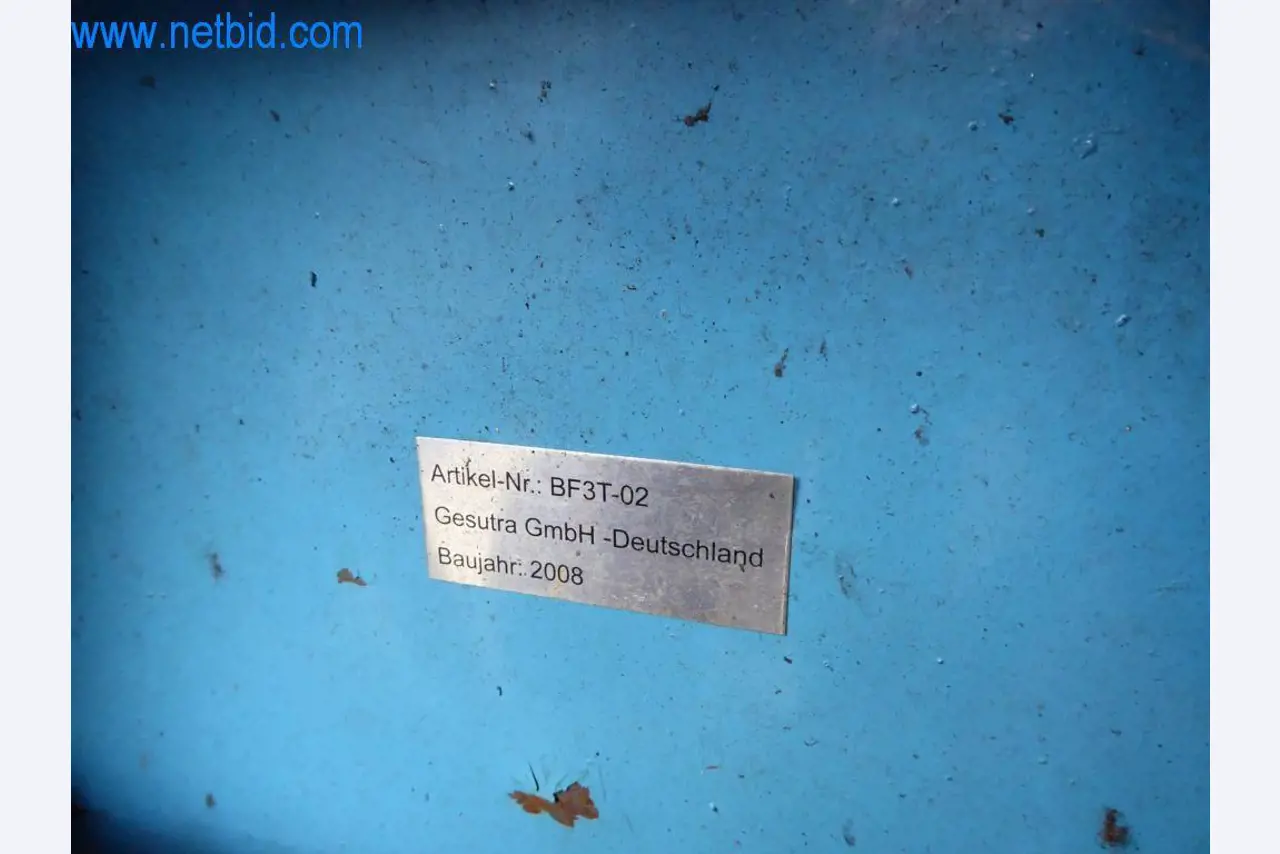 www.netbid.com
Artikel-Nr.: BF3T-02
Gesutra GmbH -Deutschland
Baujahr: 2008